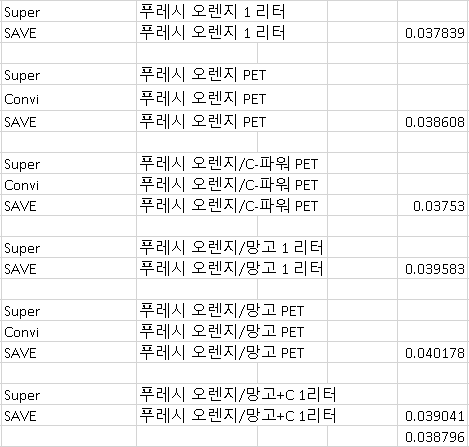 Super 푸레시 오렌지 1 리터
SAVE 푸레시 오렌지 1 리터 0.037839
Super 푸레시 오렌지 PET
Convi 푸레시 오렌지 PET
SAVE 푸레시 오렌지 PET 0.038608
Super 푸레시 오렌지/C-파워 PET
Convi 푸레시 오렌지/C-파워 PET
SAVE 푸레시 오렌지/C-파워 PET 0.03753
Super 푸레시 오렌지/망고 1 리터
SAVE 푸레시 오렌지/망고 1 리터 0.039583
Super 푸레시 오렌지/망고 PET
Convi 푸레시 오렌지/망고 PET
SAVE 푸레시 오렌지/망고 PET 0.040178
Super 푸레시 오렌지/망고+C 1리터
SAVE 푸레시 오렌지/망고+C 1리터 0.039041
0.038796